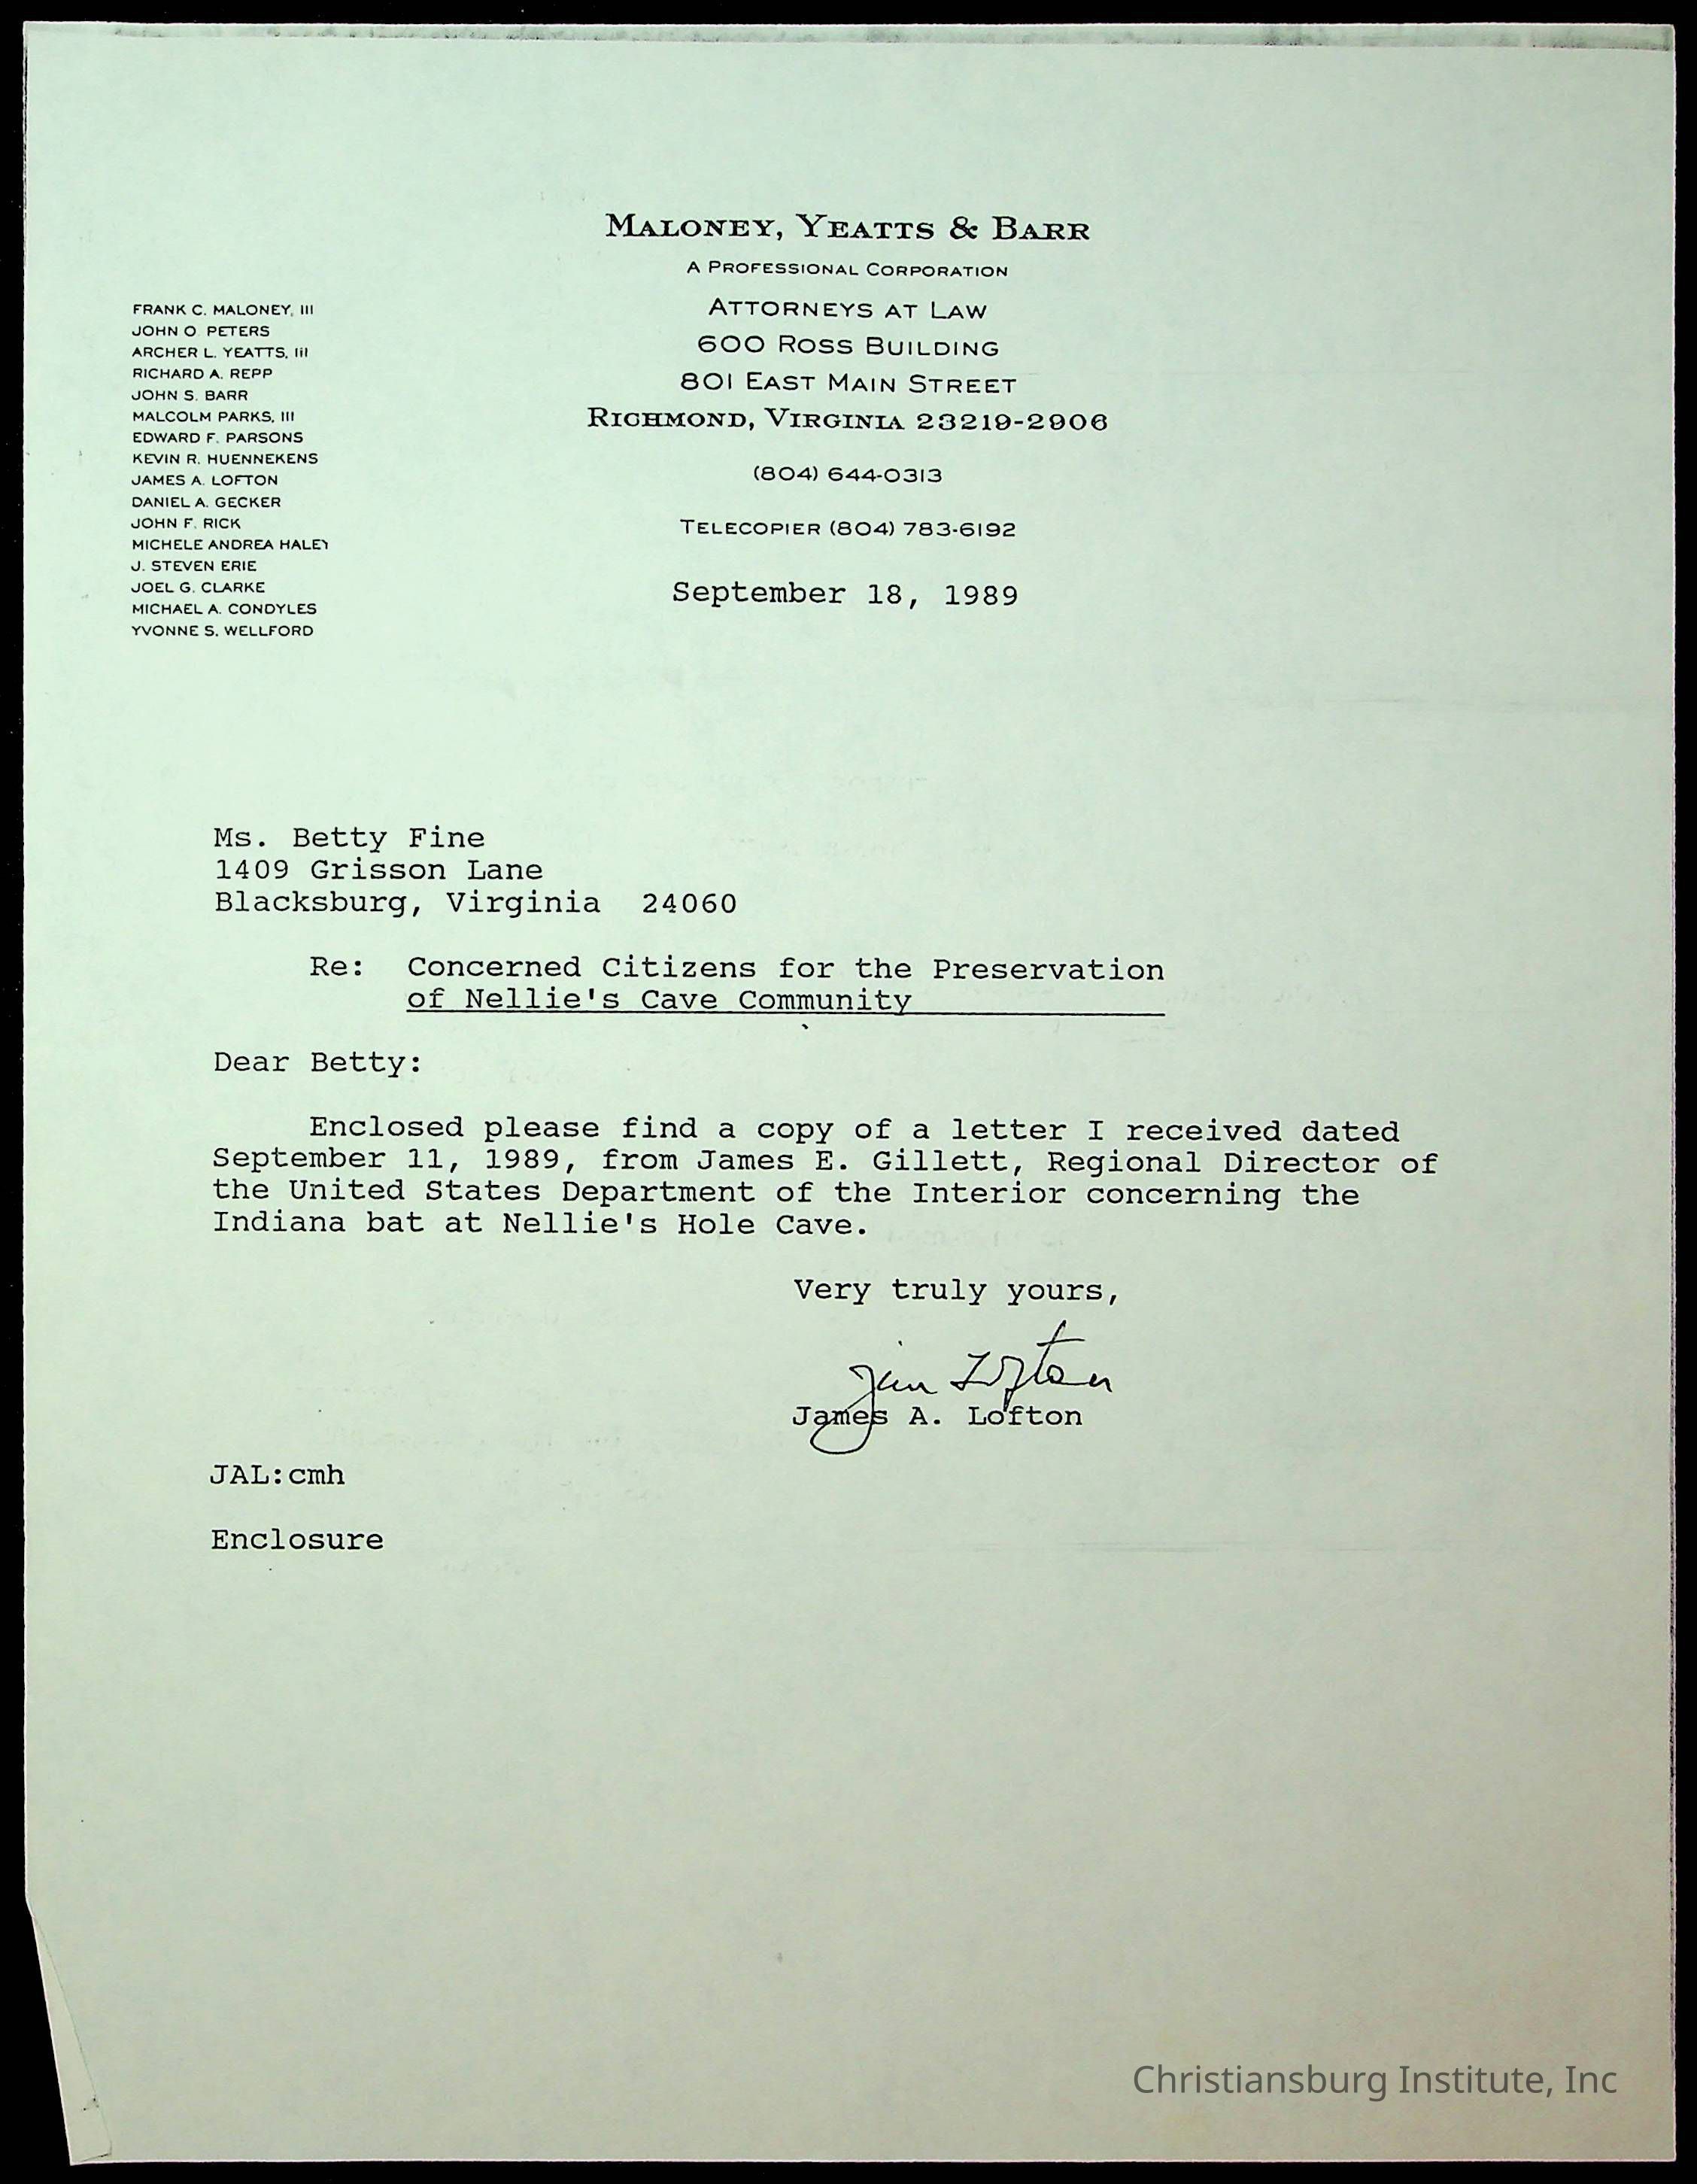 MALONEY, YEATTS & BARR
A PROFESSIONAL CORPORATION
ATTORNEYS AT LAW
600 ROSS BUILDING
801 EAST MAIN STREET
RICHMOND, VIRGINIA 23219-2906
(804) 644-0313
TELECOPIER (804) 783-6192
FRANK C. MALONEY, III
JOHN O. PETERS
ARCHER L. YEATTS, III
RICHARD A. REPP
JOHN S. BARR
MALCOLM PARKS, III
EDWARD F. PARSONS
KEVIN R. HUENNEKENS
JAMES A. LOFTON
DANIEL A. GECKER
JOHN F. RICK
MICHELE ANDREA HALEY
J. STEVEN ERIE
JOEL G. CLARKE
MICHAEL A. CONDYLES
YVONNE S. WELLFORD
September 18, 1989
Ms. Betty Fine
1409 Grisson Lane
Blacksburg, Virginia 24060
Re: Concerned Citizens for the Preservation
of Nellie's Cave Community
Dear Betty:
Enclosed please find a copy of a letter I received dated
September 11, 1989, from James E. Gillett, Regional Director of
the United States Department of the Interior concerning the
Indiana bat at Nellie's Hole Cave.
Very truly yours,
Jim Lofton
James A. Lofton
JAL:cmh
Enclosure
Christiansburg Institute, Inc